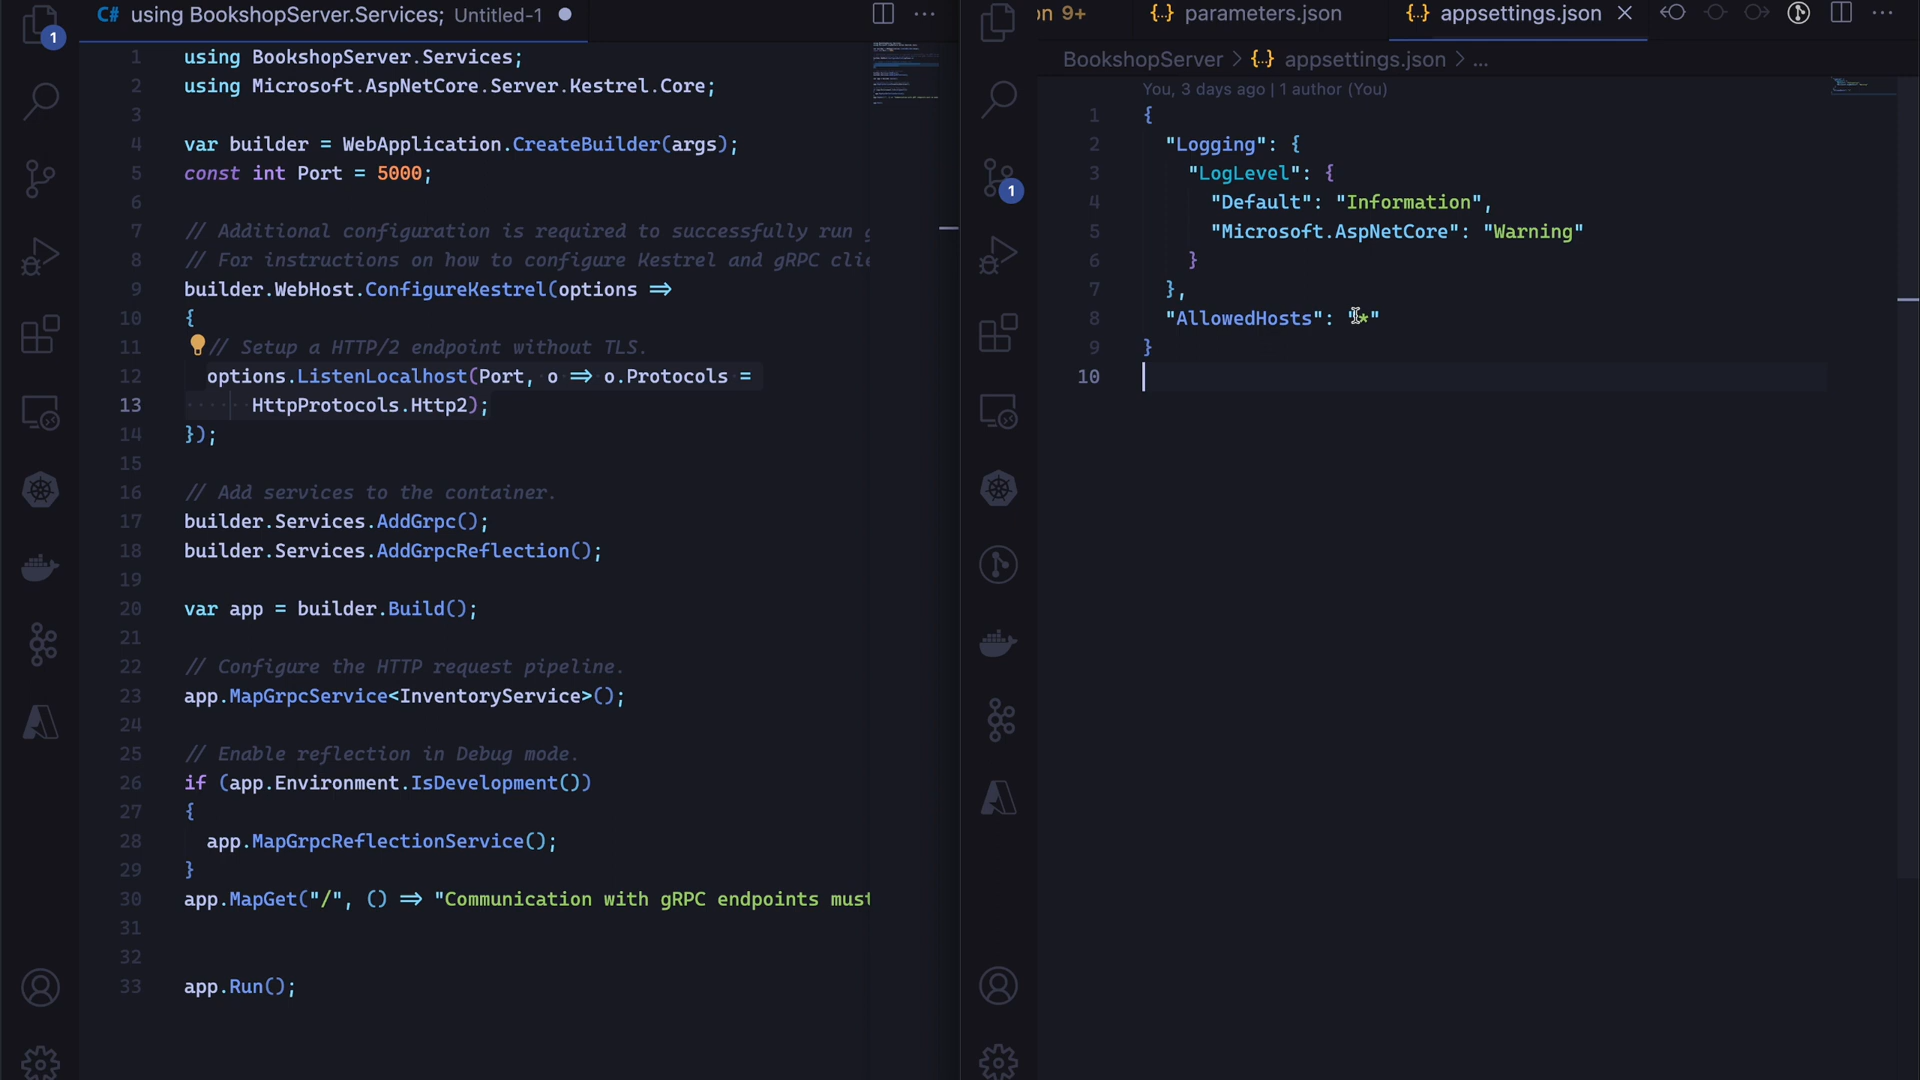 C# using BookshopServer.Services; Untitled-1
1
1 using BookshopServer.Services;
2 using Microsoft.AspNetCore.Server.Kestrel.Core;
3
4 var builder = WebApplication.CreateBuilder(args);
5 const int Port = 5000;
6
7 // Additional configuration is required to successfully run g
8 // For instructions on how to configure Kestrel and gRPC clie
9 builder.WebHost.ConfigureKestrel(options =>
10 {
11 // Setup a HTTP/2 endpoint without TLS.
12 options.ListenLocalhost(Port, o => o.Protocols =
13 HttpProtocols.Http2);
14 });
15
16 // Add services to the container.
17 builder.Services.AddGrpc();
18 builder.Services.AddGrpcReflection();
19
20 var app = builder.Build();
21
22 // Configure the HTTP request pipeline.
23 app.MapGrpcService<InventoryService>();
24
25 // Enable reflection in Debug mode.
26 if (app.Environment.IsDevelopment())
27 {
28 app.MapGrpcReflectionService();
29 }
30 app.MapGet("/", () => "Communication with gRPC endpoints must
31
32
33 app.Run();
on 9+ {} parameters.json {} appsettings.json
BookshopServer > {} appsettings.json > ...
You, 3 days ago | 1 author (You)
1
1 {
2 "Logging": {
3 "LogLevel": {
4 "Default": "Information",
5 "Microsoft.AspNetCore": "Warning"
6 }
7 },
8 "AllowedHosts": "*"
9 }
10